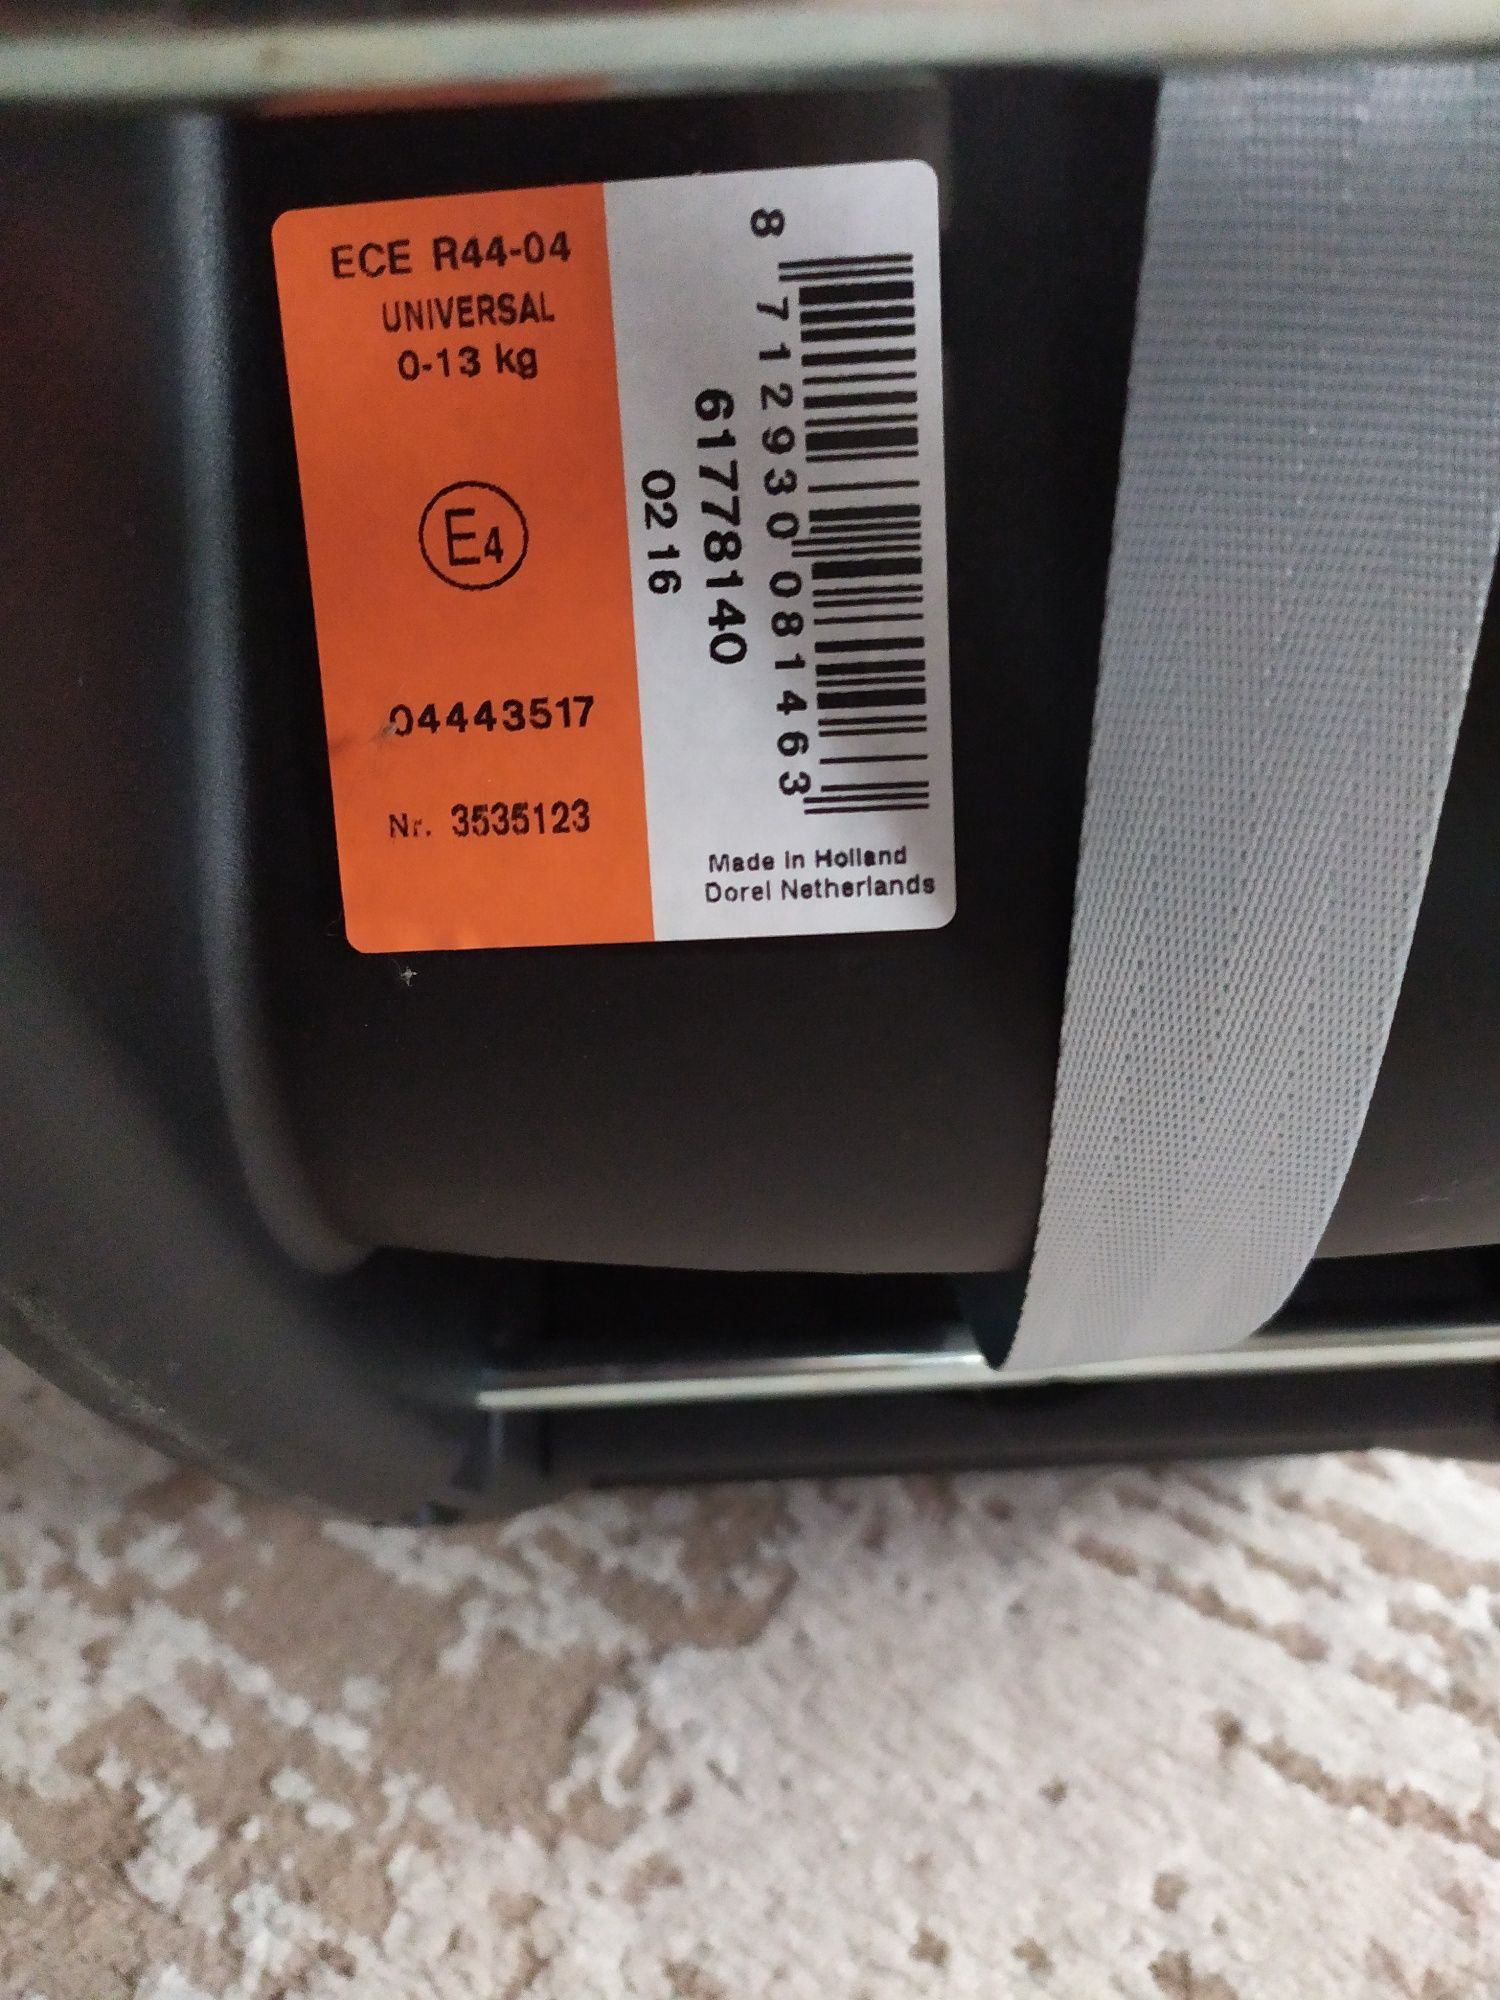 ECE R44-04
UNIVERSAL
0-13 kg
E4
04443517
Nr. 3535123
8 712930 081463
61778140
0216
Made in Holland
Dorel Netherlands